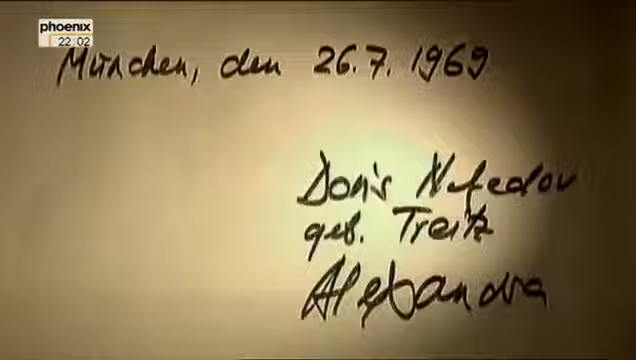 phoenix
22:02
München, den 26.7.1969
Doris Nefedov
geb. Treitz
Alexandra